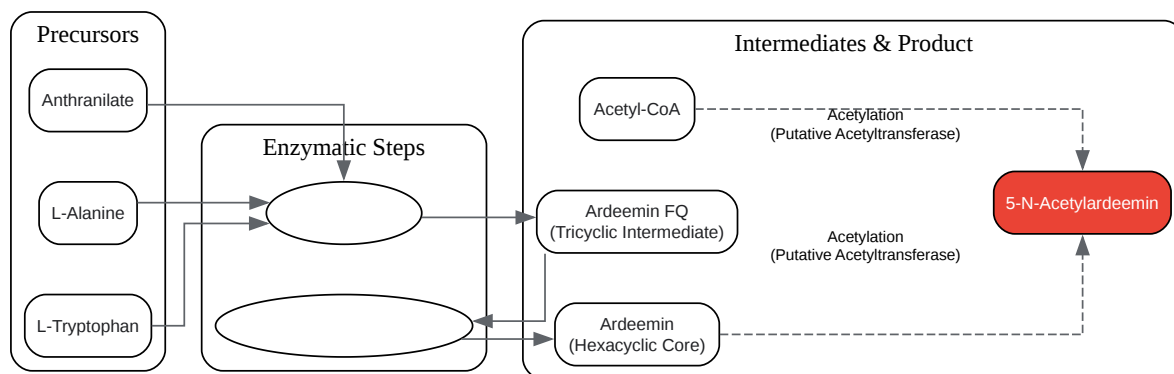 Precursors
Anthranilate
L-Alanine
L-Tryptophan
Enzymatic Steps
Intermediates & Product
Acetyl-CoA
Acetylation
(Putative Acetyltransferase)
5-N-Acetylardeemin
Ardeemin FQ
(Tricyclic Intermediate)
Acetylation
(Putative Acetyltransferase)
Ardeemin
(Hexacyclic Core)